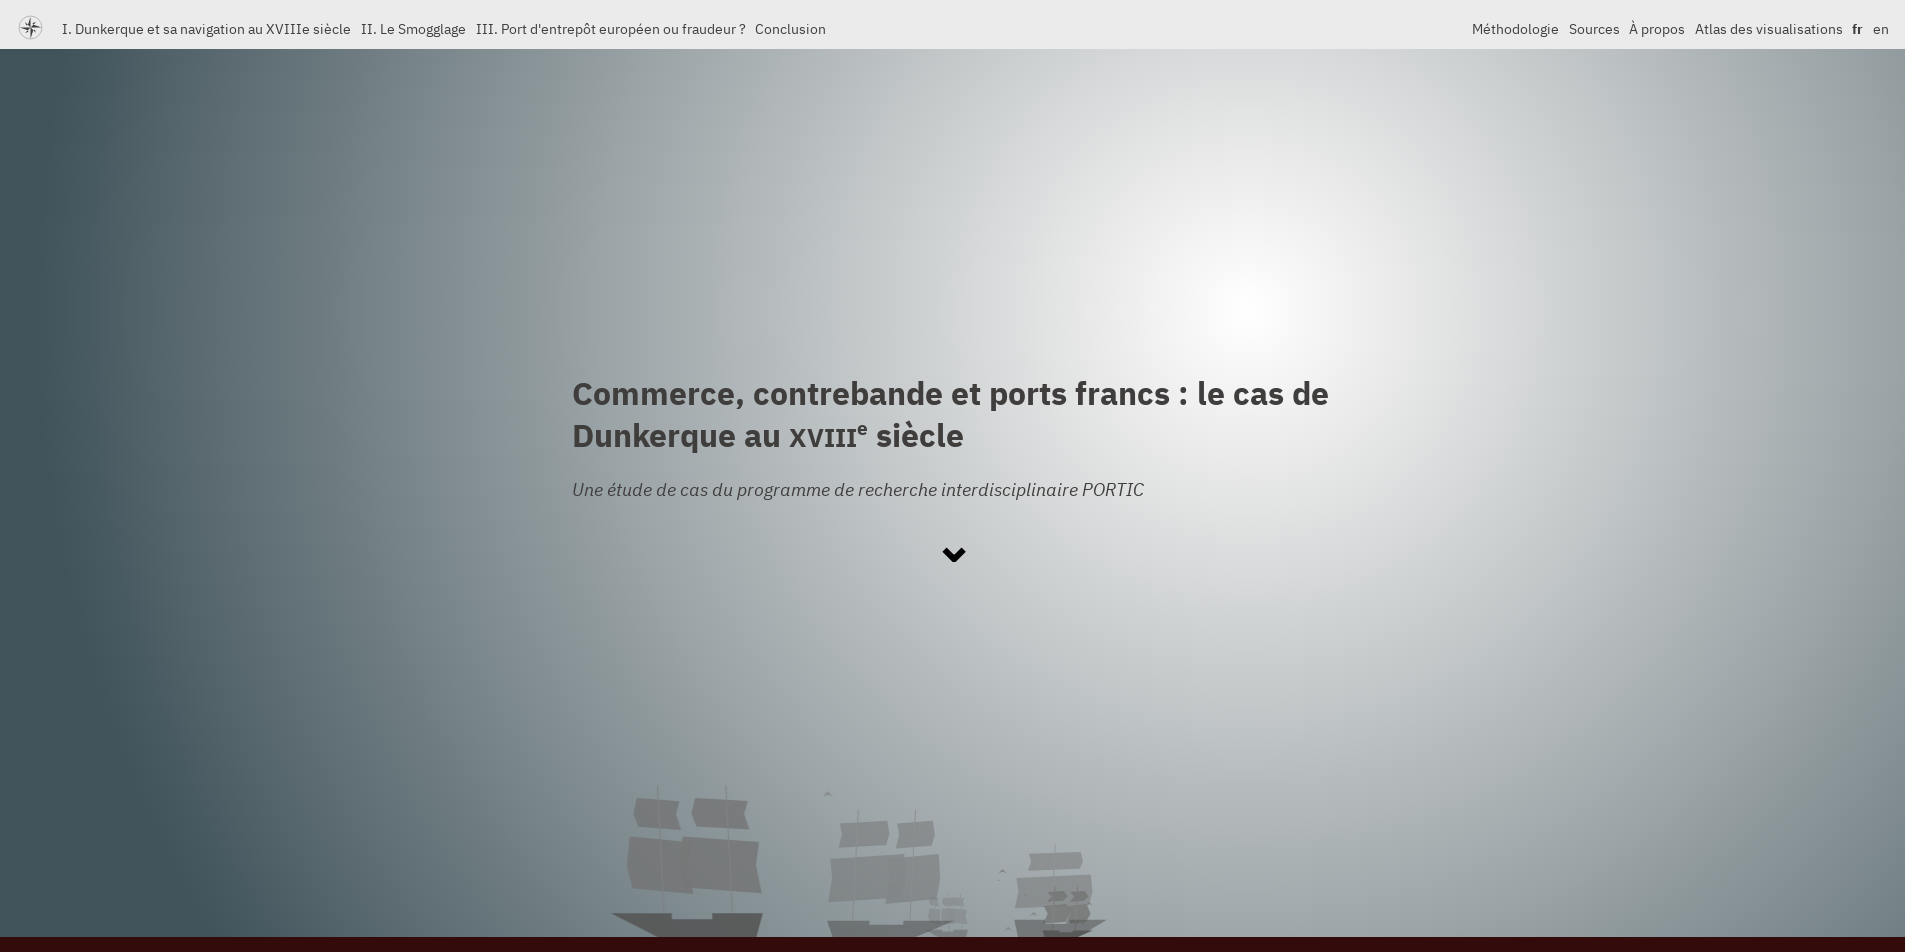 I. Dunkerque et sa navigation au XVIIIe siècle II. Le Smogglage III. Port d'entrepôt européen ou fraudeur ? Conclusion Méthodologie Sources À propos Atlas des visualisations fr en
Commerce, contrebande et ports francs : le cas de
Dunkerque au XVIIIe siècle
Une étude de cas du programme de recherche interdisciplinaire PORTIC